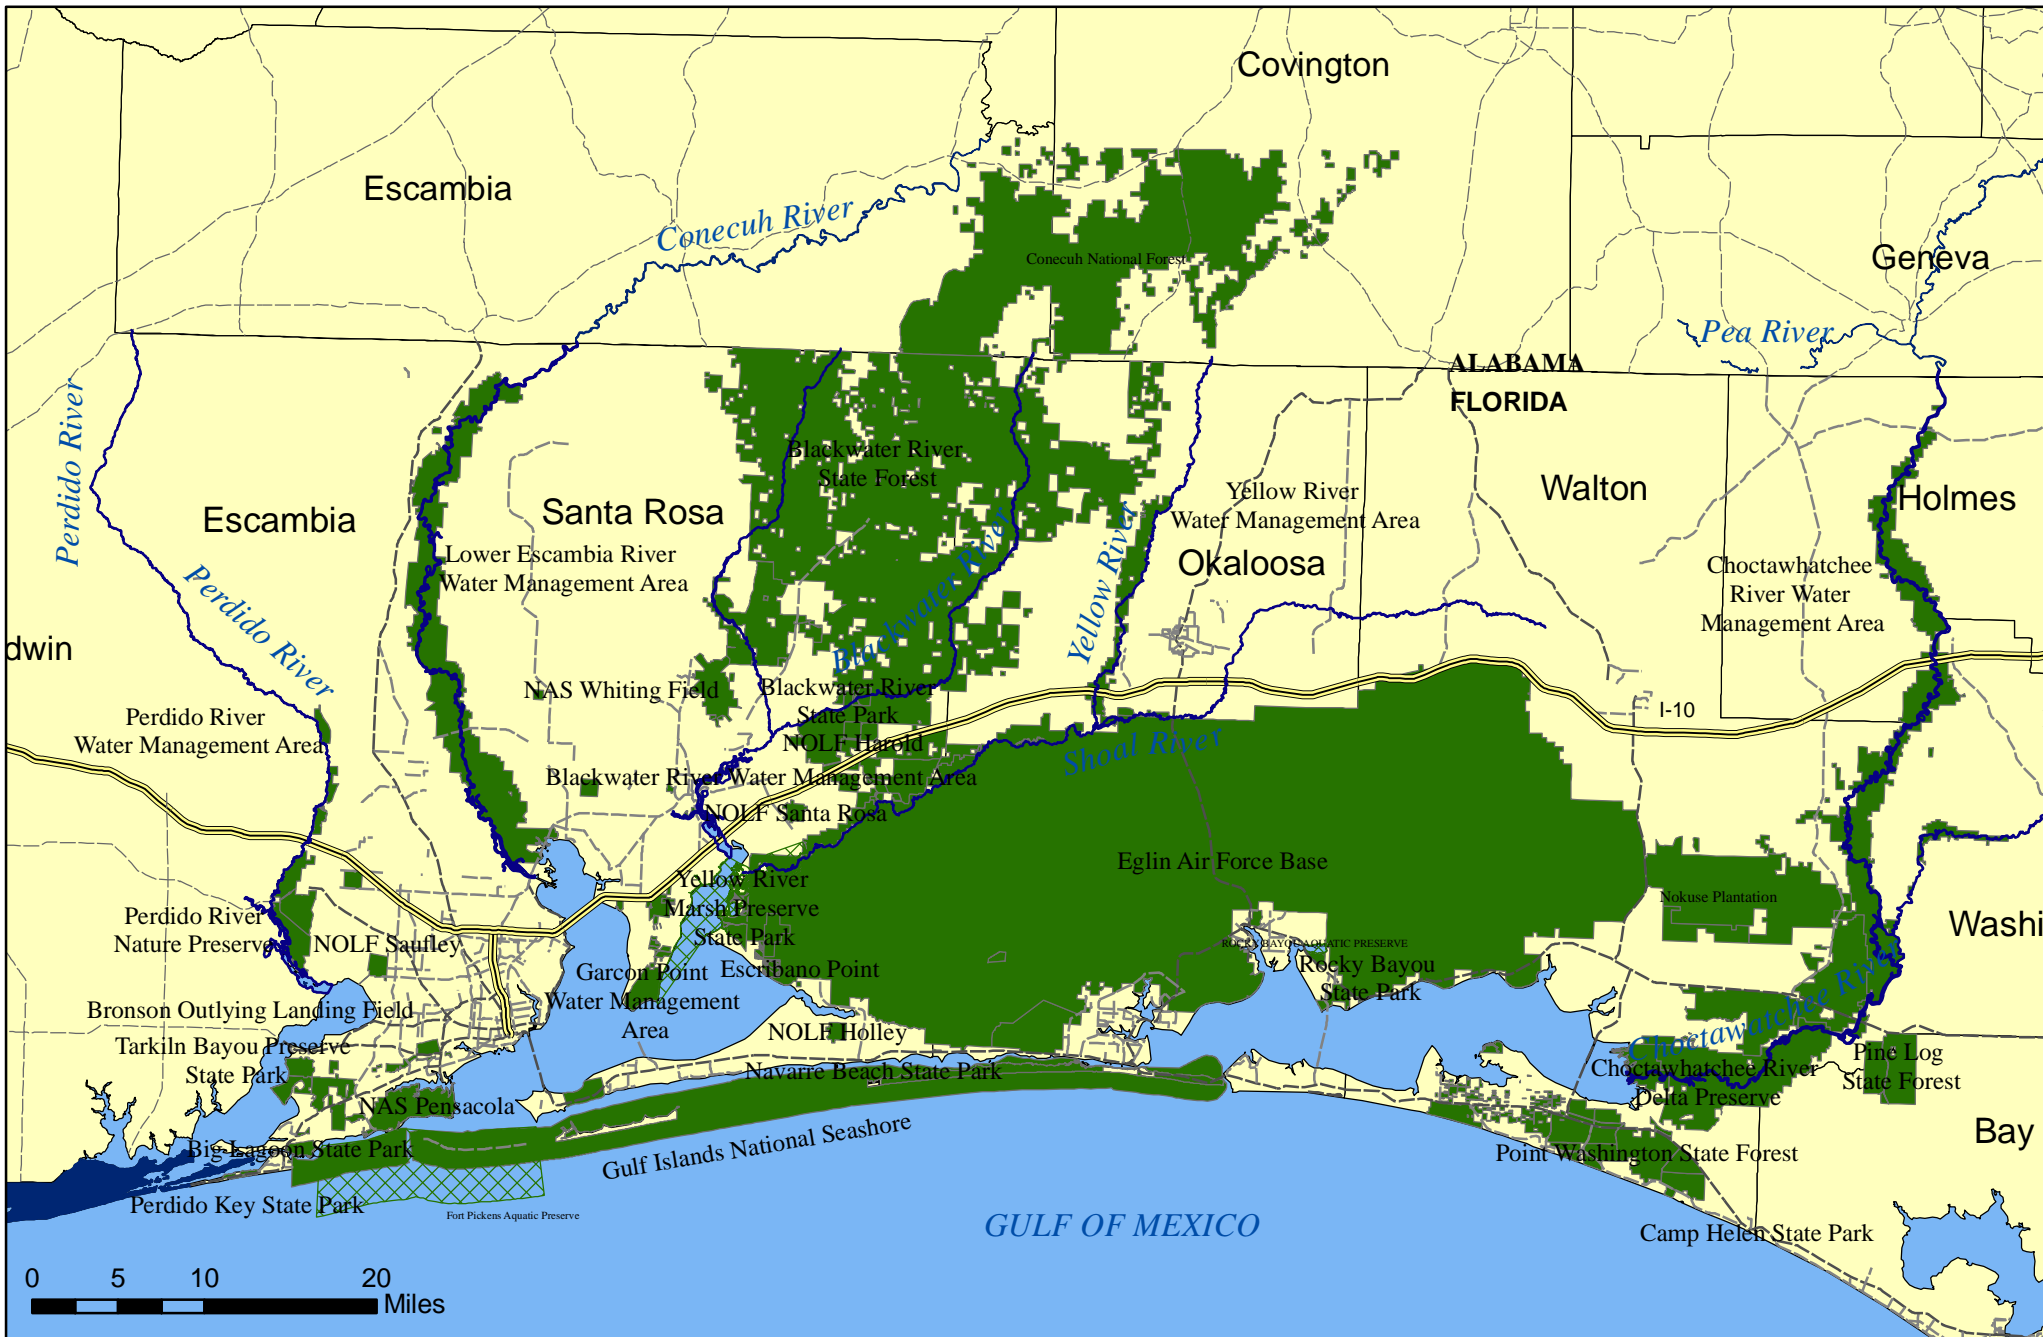 Covington
Escambia
Conecuh River
Geneva
Conecuh National Forest
Pea River
ALABAMA
FLORIDA
Perdido River
Blackwater River
State Forest
Escambia
Santa Rosa
Yellow River
Water Management Area
Walton
Holmes
Lower Escambia River
Water Management Area
Okaloosa
Choctawhatchee
River Water
Management Area
Perdido River
Blackwater River
Yellow River
dwin
NAS Whiting Field
Blackwater River
State Park
I-10
Perdido River
Water Management Area
NOLF Harold
Shoal River
Blackwater River Water Management Area
NOLF Santa Rosa
Eglin Air Force Base
Yellow River
Marsh Preserve
State Park
Nokuse Plantation
Perdido River
Nature Preserve
NOLF Saufley
Washi
ROCKY BAYOU AQUATIC PRESERVE
Rocky Bayou
State Park
Garcon Point
Water Management
Area
Escribano Point
Choctawatchee River
Bronson Outlying Landing Field
NOLF Holley
Tarkiln Bayou Preserve
State Park
Pine Log
State Forest
Navarre Beach State Park
Choctawhatchee River
Delta Preserve
NAS Pensacola
Bay
Big Lagoon State Park
Gulf Islands National Seashore
Point Washington State Forest
Perdido Key State Park
Fort Pickens Aquatic Preserve
GULF OF MEXICO
Camp Helen State Park
0 5 10 20
Miles